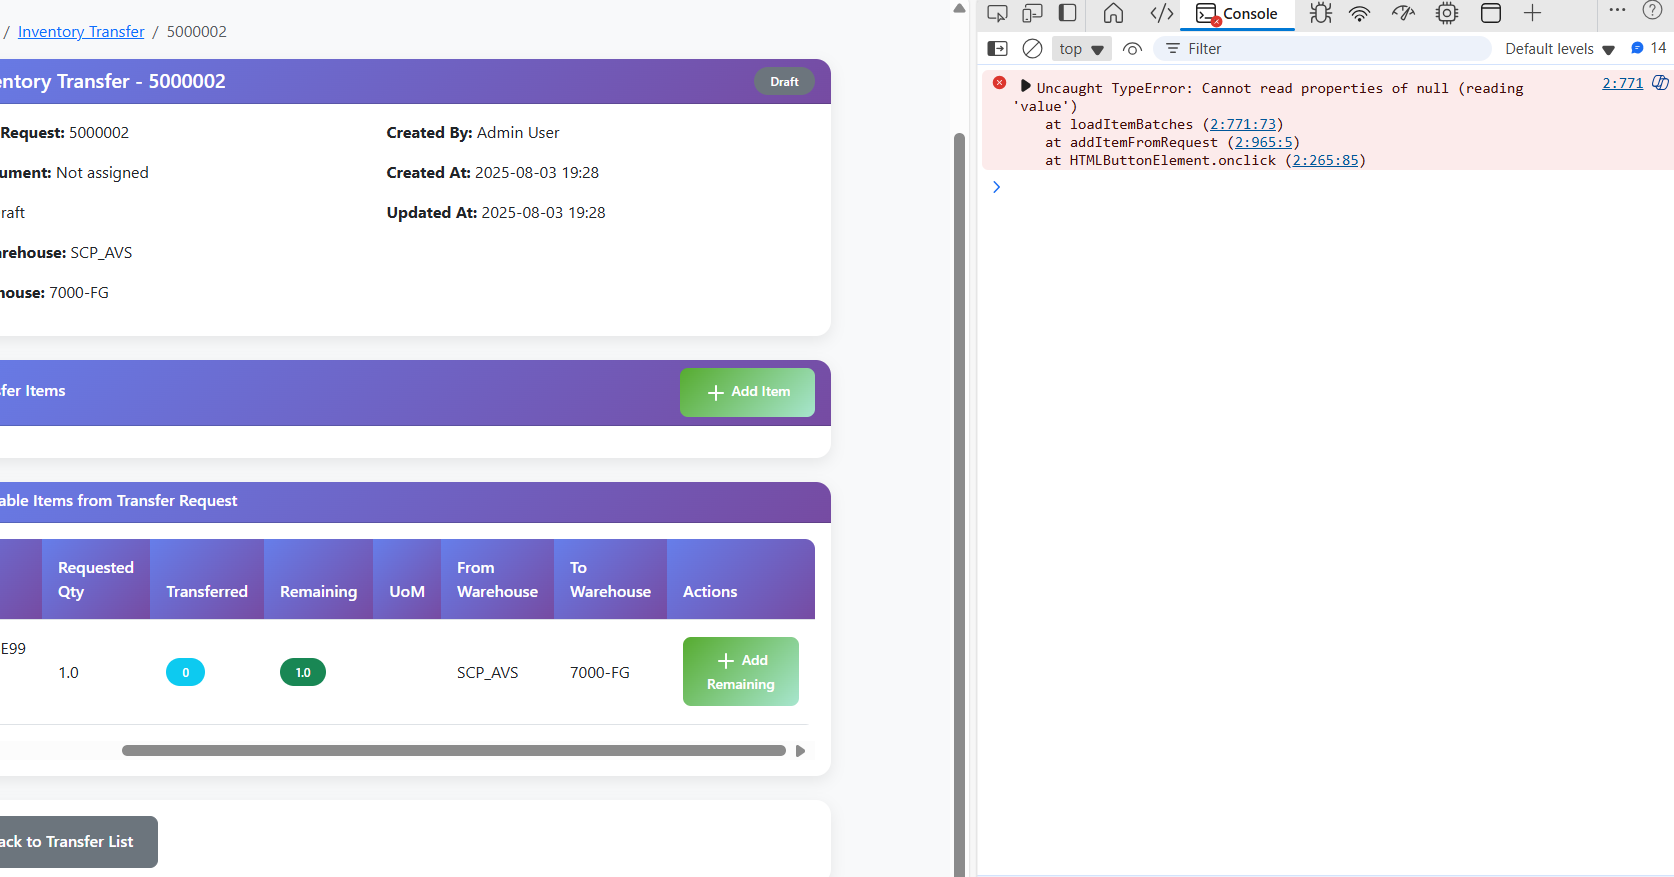 / Inventory Transfer / 5000002
entory Transfer - 5000002
Draft
Request: 5000002
Created By: Admin User
ument: Not assigned
Created At: 2025-08-03 19:28
raft
Updated At: 2025-08-03 19:28
arehouse: SCP_AVS
house: 7000-FG
sfer Items
Add Item
able Items from Transfer Request
Requested Qty
Transferred
Remaining
UoM
From Warehouse
To Warehouse
Actions
E99
1.0
0
1.0
SCP_AVS
7000-FG
Add
Remaining
ack to Transfer List
Console
top
Filter
Default levels
14
Uncaught TypeError: Cannot read properties of null (reading
'value')
2:771
at loadItemBatches (2:771:73)
at addItemFromRequest (2:965:5)
at HTMLButtonElement.onclick (2:265:85)